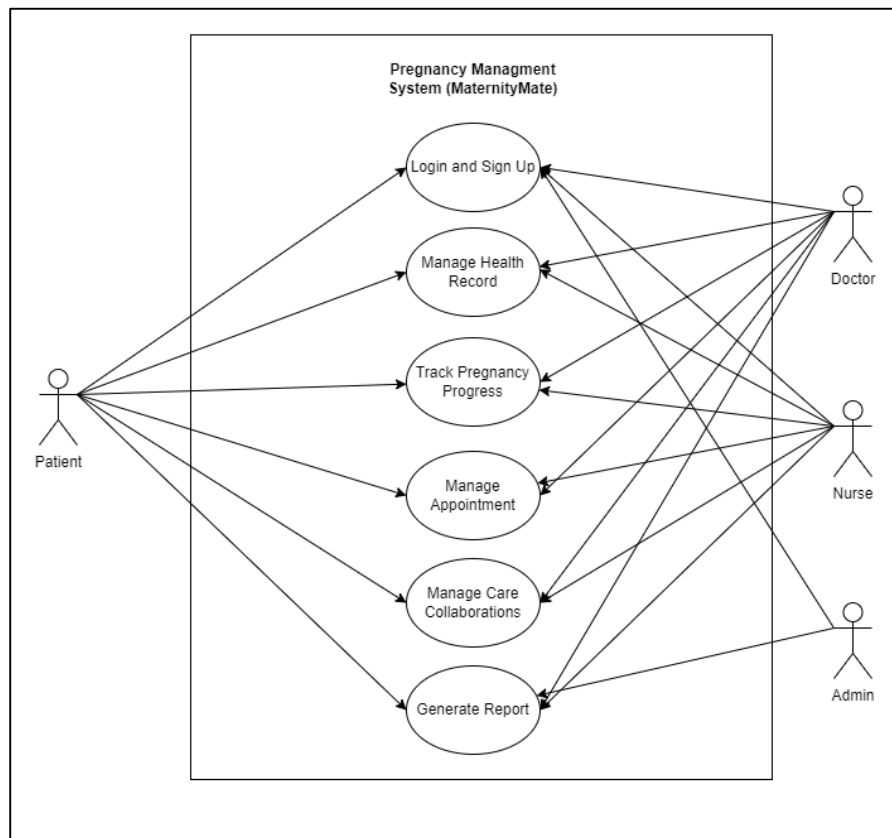 Pregnancy Managment
System (MaternityMate)
Login and Sign Up
Doctor
Manage Health
Record
Track Pregnancy
Progress
Patient
Nurse
Manage
Appointment
Manage Care
Collaborations
Admin
Generate Report